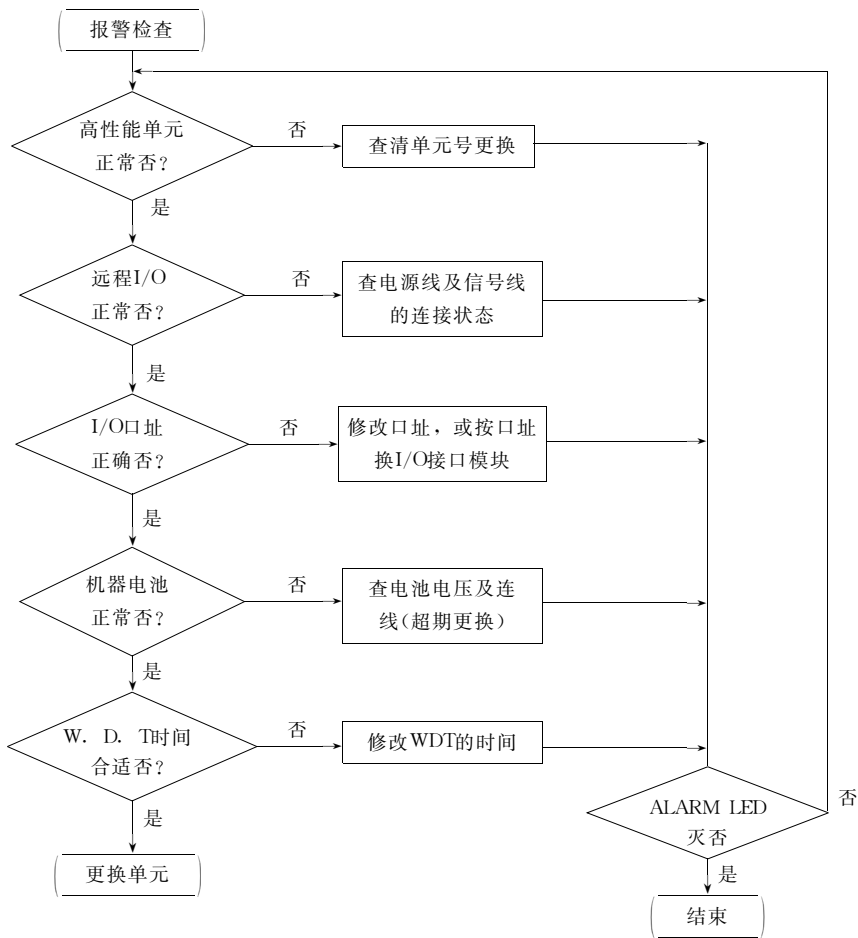 报警检查
高性能单元
正常否?
否
查清单元号更换
是
远程I/O
正常否?
否
查电源线及信号线
的连接状态
是
I/O口址
正确否?
否
修改口址，或按口址
换I/O接口模块
是
机器电池
正常否?
否
查电池电压及连
线(超期更换)
是
W. D. T时间
合适否?
否
修改WDT的时间
ALARM LED
灭否
否
是
更换单元
是
结束